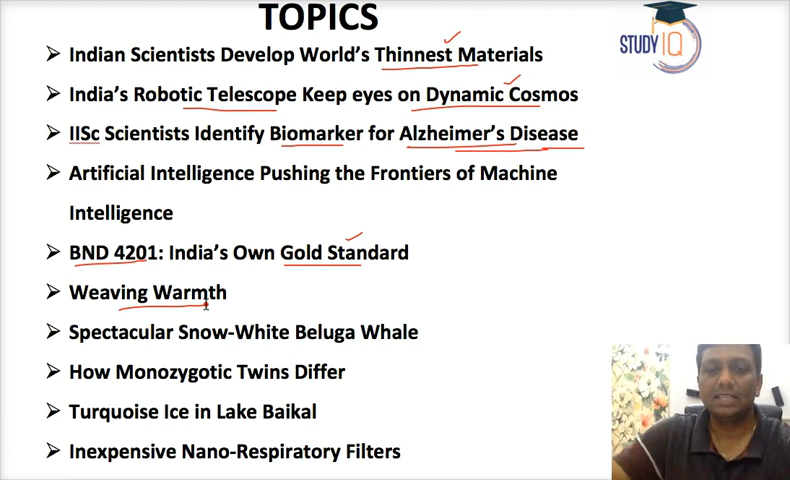 TOPICS
Indian Scientists Develop World's Thinnest Materials
India's Robotic Telescope Keep eyes on Dynamic Cosmos
IISc Scientists Identify Biomarker for Alzheimer's Disease
Artificial Intelligence Pushing the Frontiers of Machine
Intelligence
BND 4201: India's Own Gold Standard
Weaving Warmth
Spectacular Snow-White Beluga Whale
How Monozygotic Twins Differ
Turquoise Ice in Lake Baikal
Inexpensive Nano-Respiratory Filters
STUDY IQ